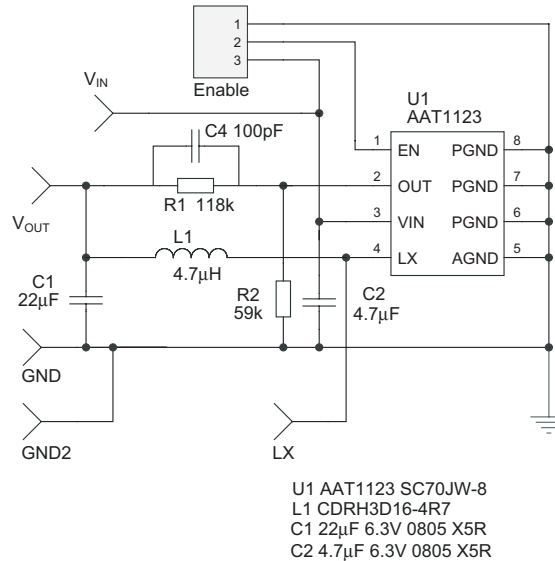 1
2
3
Enable
V_IN
U1
AAT1123
C4 100pF
1 EN PGND 8
2 OUT PGND 7
3 VIN PGND 6
4 LX AGND 5
R1 118k
V_OUT
L1
4.7µH
C1
22µF
R2
59k
C2
4.7µF
GND
GND2
LX
U1 AAT1123 SC70JW-8
L1 CDRH3D16-4R7
C1 22µF 6.3V 0805 X5R
C2 4.7µF 6.3V 0805 X5R